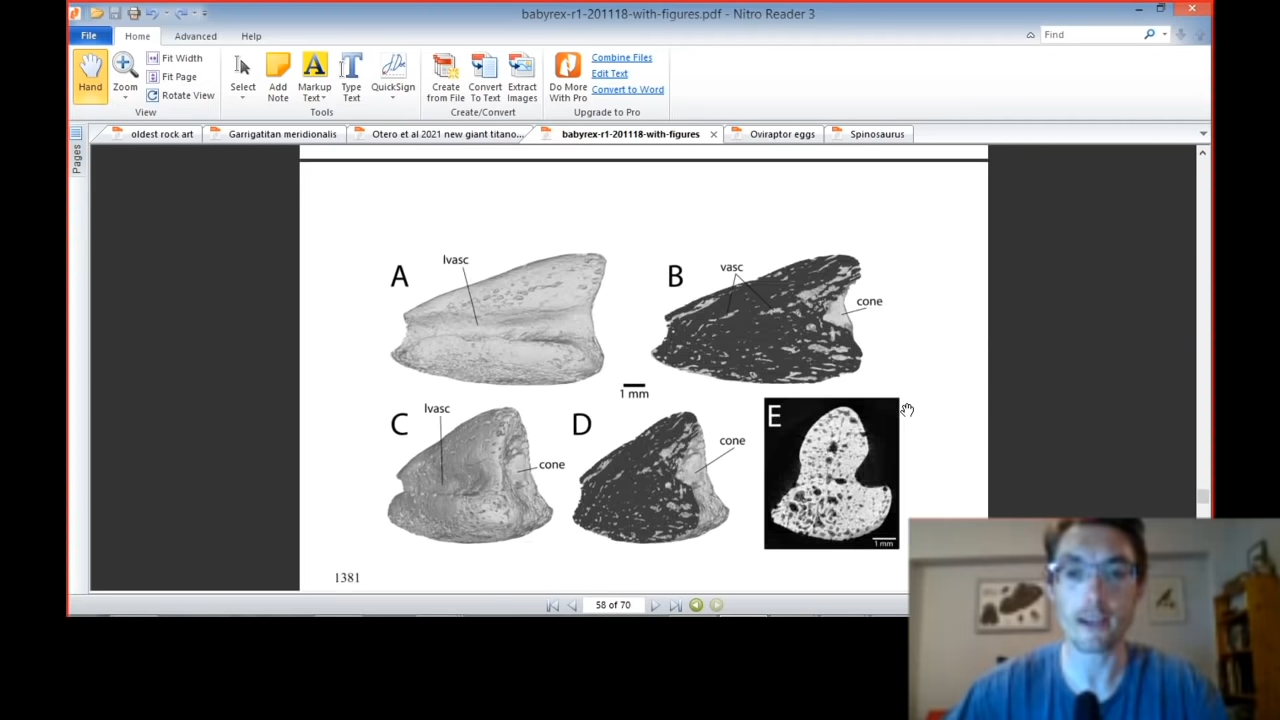 babyrex-r1-201118-with-figures.pdf - Nitro Reader 3
File Home Advanced Help
Find
Hand
Zoom
Fit Width
Fit Page
Rotate View
View
Select
Add Note
Markup Text
Type Text
QuickSign
Tools
Create from File
Convert To Text
Extract Images
Create/Convert
Do More With Pro
Combine Files
Edit Text
Convert to Word
Upgrade to Pro
Pages
oldest rock art
Garrigatitan meridionalis
Otero et al 2021 new giant titano...
babyrex-r1-201118-with-figures
Oviraptor eggs
Spinosaurus
A
lvasc
B
vasc
cone
1 mm
C
lvasc
cone
D
cone
E
1 mm
1381
58 of 70